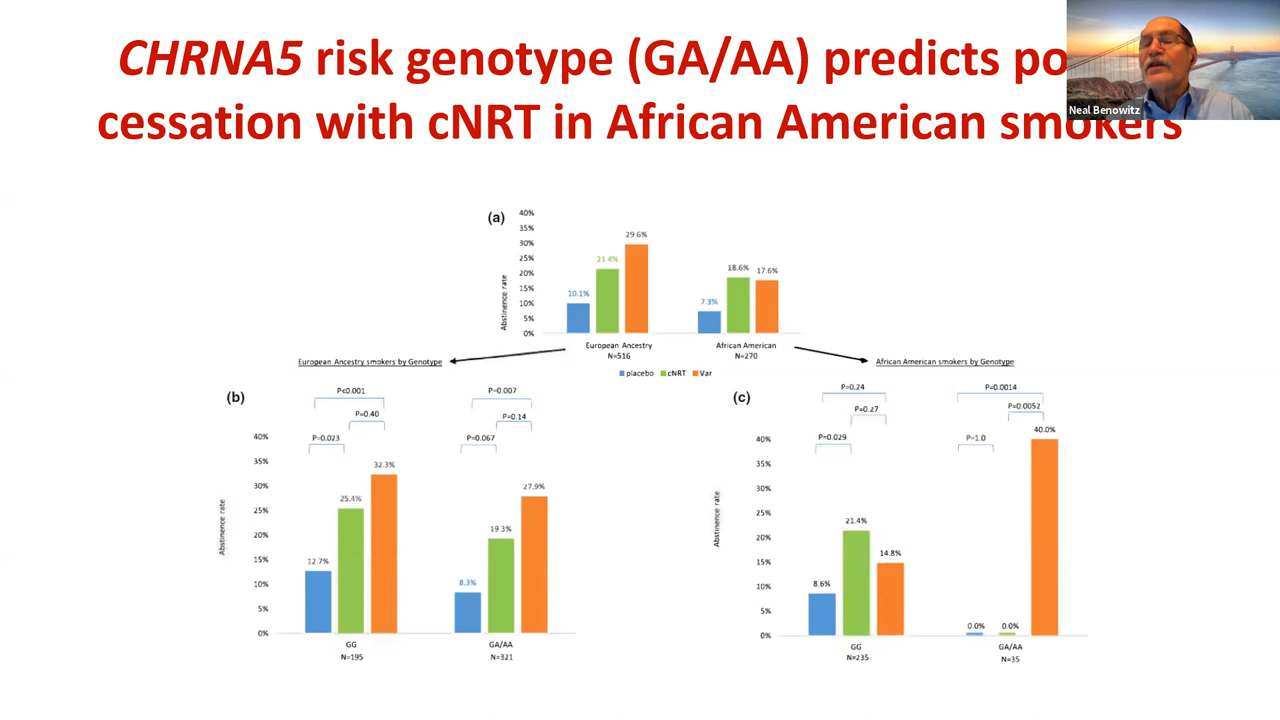 CHRNA5 risk genotype (GA/AA) predicts po
cessation with cNRT in African American smokers
Neal Benowitz
(a)
40%
35%
30%
25%
20%
15%
10%
5%
0%
Abstinence rate
10.1%
21.4%
29.6%
7.3%
18.6%
17.6%
European Ancestry
N=516
African American
N=270
placebo
cNRT
Var
European Ancestry smokers by Genotype
African American smokers by Genotype
(b)
P<0.001
P=0.40
P=0.023
P=0.007
P=0.14
P=0.067
40%
35%
30%
25%
20%
15%
10%
5%
0%
Abstinence rate
12.7%
25.4%
32.3%
8.3%
19.3%
27.9%
GG
N=195
GA/AA
N=321
(c)
P=0.24
P=0.27
P=0.029
P=0.0014
P=0.0052
P=1.0
40%
35%
30%
25%
20%
15%
10%
5%
0%
Abstinence rate
8.6%
21.4%
14.8%
0.0%
0.0%
40.0%
GG
N=235
GA/AA
N=35